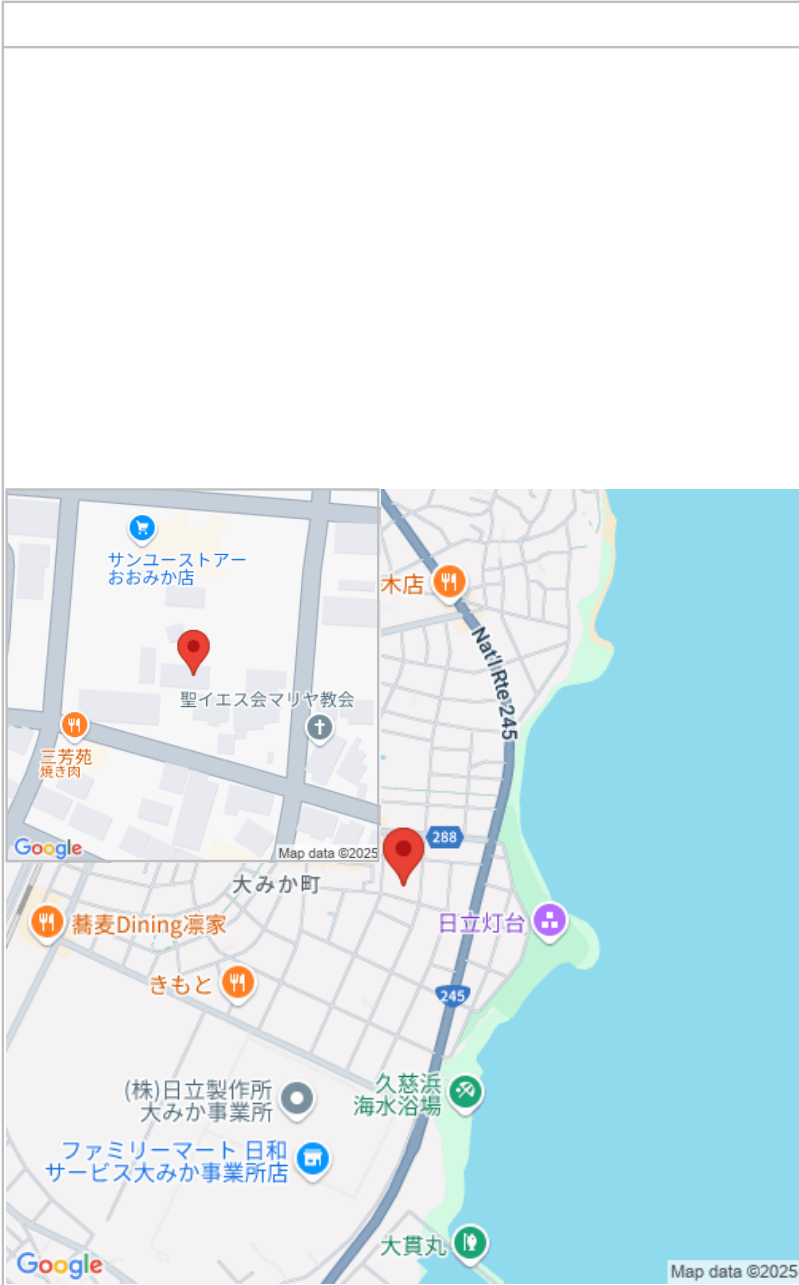 サンユーストアー
おおみか店
聖イエス会マリヤ教会
三芳苑
焼き肉
Google
Map data ©2025
木店
Nat'l Rte 245
288
大みか町
蕎麦Dining凛家
日立灯台
きもと
245
(株)日立製作所
大みか事業所
久慈浜
海水浴場
ファミリーマート 日和
サービス大みか事業所店
大貫丸
Google
Map data ©2025